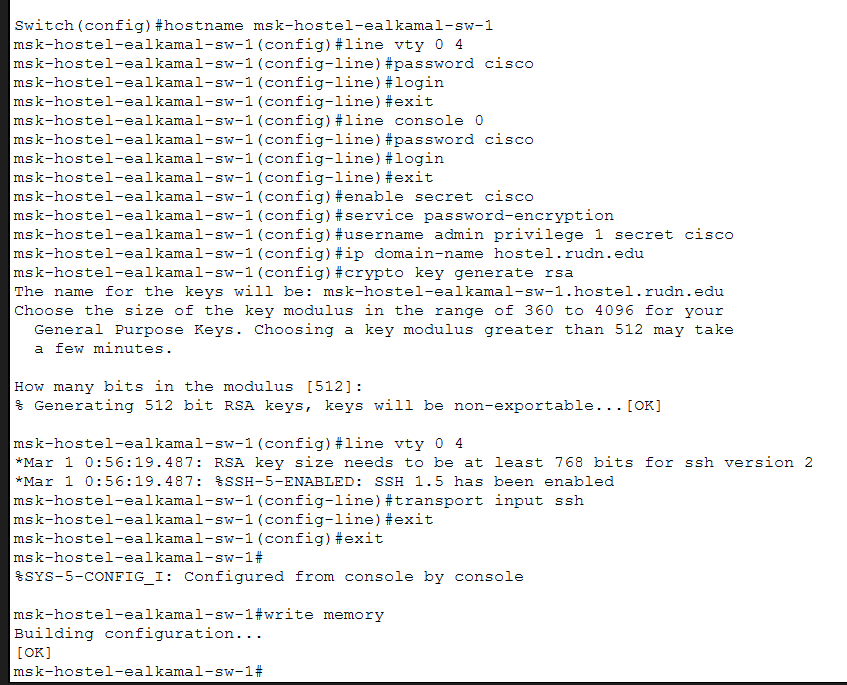 Switch(config)#hostname msk-hostel-ealkamal-sw-1
msk-hostel-ealkamal-sw-1(config)#line vty 0 4
msk-hostel-ealkamal-sw-1(config-line)#password cisco
msk-hostel-ealkamal-sw-1(config-line)#login
msk-hostel-ealkamal-sw-1(config-line)#exit
msk-hostel-ealkamal-sw-1(config)#line console 0
msk-hostel-ealkamal-sw-1(config-line)#password cisco
msk-hostel-ealkamal-sw-1(config-line)#login
msk-hostel-ealkamal-sw-1(config-line)#exit
msk-hostel-ealkamal-sw-1(config)#enable secret cisco
msk-hostel-ealkamal-sw-1(config)#service password-encryption
msk-hostel-ealkamal-sw-1(config)#username admin privilege 1 secret cisco
msk-hostel-ealkamal-sw-1(config)#ip domain-name hostel.rudn.edu
msk-hostel-ealkamal-sw-1(config)#crypto key generate rsa
The name for the keys will be: msk-hostel-ealkamal-sw-1.hostel.rudn.edu
Choose the size of the key modulus in the range of 360 to 4096 for your
  General Purpose Keys. Choosing a key modulus greater than 512 may take
  a few minutes.

How many bits in the modulus [512]:
% Generating 512 bit RSA keys, keys will be non-exportable...[OK]

msk-hostel-ealkamal-sw-1(config)#line vty 0 4
*Mar 1 0:56:19.487: RSA key size needs to be at least 768 bits for ssh version 2
*Mar 1 0:56:19.487: %SSH-5-ENABLED: SSH 1.5 has been enabled
msk-hostel-ealkamal-sw-1(config-line)#transport input ssh
msk-hostel-ealkamal-sw-1(config-line)#exit
msk-hostel-ealkamal-sw-1(config)#exit
msk-hostel-ealkamal-sw-1#
%SYS-5-CONFIG_I: Configured from console by console

msk-hostel-ealkamal-sw-1#write memory
Building configuration...
[OK]
msk-hostel-ealkamal-sw-1#